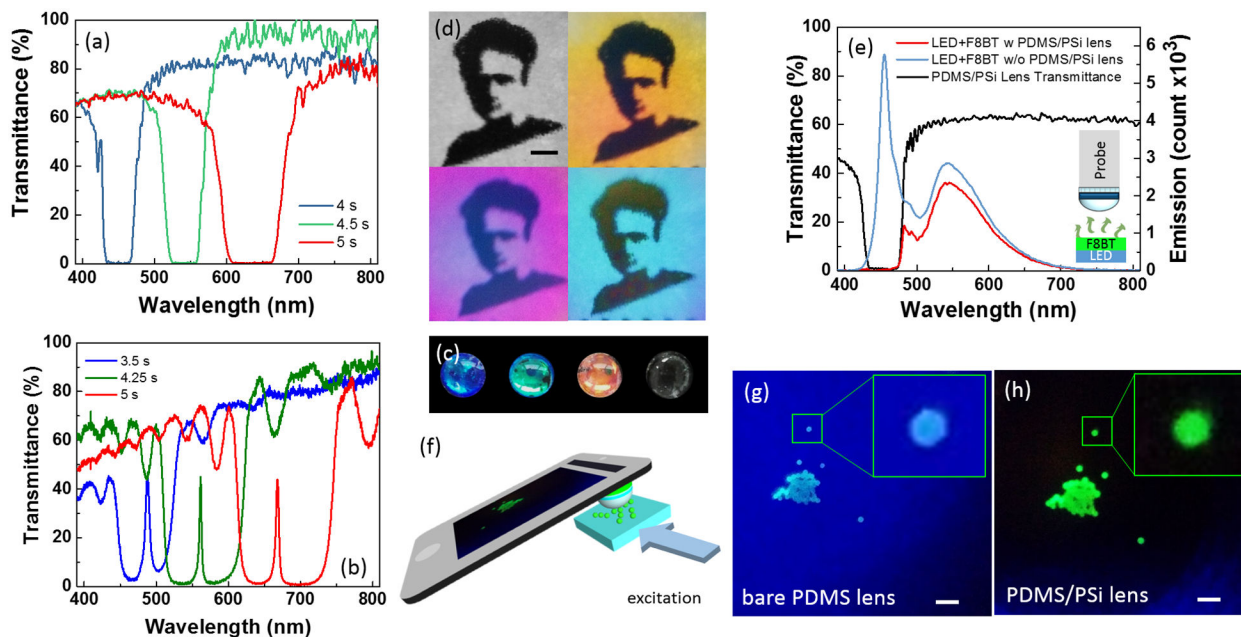 (a)
Transmittance (%)
100
80
60
40
20
0
4 s
4.5 s
5 s
400 500 600 700 800
Wavelength (nm)
(b)
Transmittance (%)
100
80
60
40
20
0
3.5 s
4.25 s
5 s
400 500 600 700 800
Wavelength (nm)
(d)
(c)
(f)
excitation
(e)
Transmittance (%)
100
80
60
40
20
0
LED+F8BT w PDMS/PSi lens
LED+F8BT w/o PDMS/PSi lens
PDMS/PSi Lens Transmittance
Probe
F8BT
LED
6
5
4
3
2
1
0
Emission (count x10³)
400 500 600 700 800
Wavelength (nm)
(g)
bare PDMS lens
(h)
PDMS/PSi lens